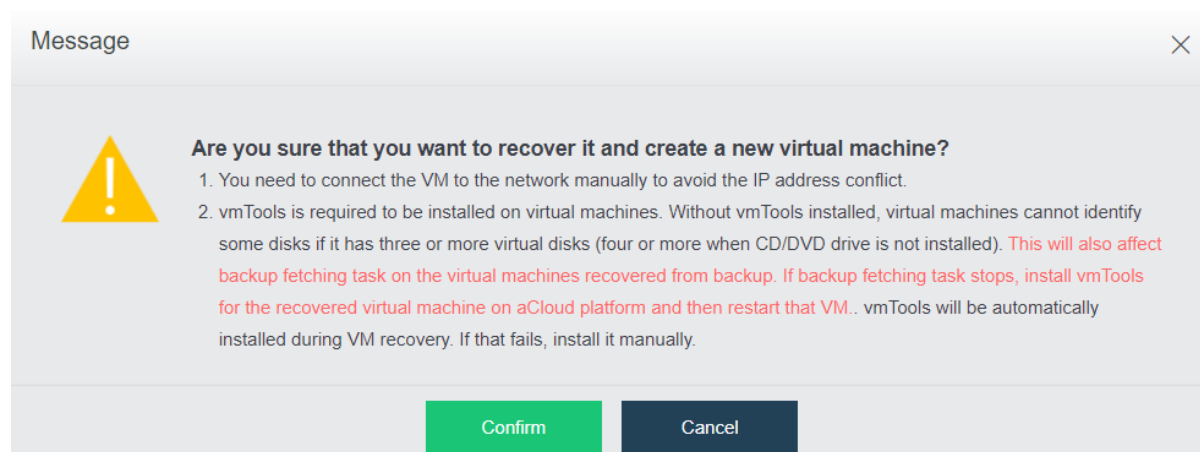 Message
Are you sure that you want to recover it and create a new virtual machine?
1. You need to connect the VM to the network manually to avoid the IP address conflict.
2. vmTools is required to be installed on virtual machines. Without vmTools installed, virtual machines cannot identify
some disks if it has three or more virtual disks (four or more when CD/DVD drive is not installed). This will also affect
backup fetching task on the virtual machines recovered from backup. If backup fetching task stops, install vmTools
for the recovered virtual machine on aCloud platform and then restart that VM.. vmTools will be automatically
installed during VM recovery. If that fails, install it manually.
Confirm
Cancel